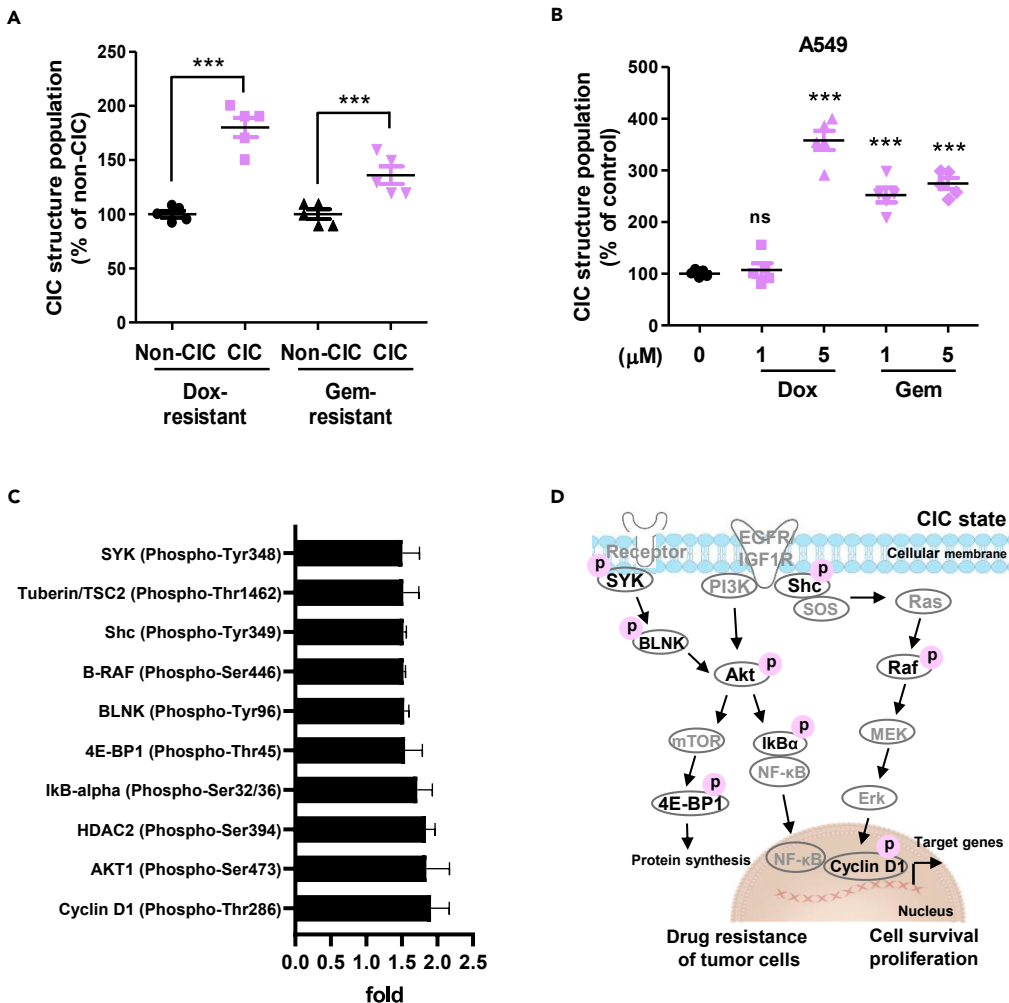 A
CIC structure population
(% of non-CIC)
250
200
150
100
50
0
***
***
Non-CIC CIC Non-CIC CIC
Dox-
resistant
Gem-
resistant
B
A549
CIC structure population
(% of control)
500
400
300
200
100
0
ns
***
***
***
(μM) 0 1 5 1 5
Dox Gem
C
SYK (Phospho-Tyr348)
Tuberin/TSC2 (Phospho-Thr1462)
Shc (Phospho-Tyr349)
B-RAF (Phospho-Ser446)
BLNK (Phospho-Tyr96)
4E-BP1 (Phospho-Thr45)
IkB-alpha (Phospho-Ser32/36)
HDAC2 (Phospho-Ser394)
AKT1 (Phospho-Ser473)
Cyclin D1 (Phospho-Thr286)
0.0 0.5 1.0 1.5 2.0 2.5
fold
D
CIC state
Cellular membrane
Receptor
EGFR/
IGF1R
p
SYK
PI3K
Shc
p
SOS
Ras
p
BLNK
Akt
p
Raf
p
mTOR
IkBα
p
NF-κB
MEK
4E-BP1
p
Erk
Protein synthesis
NF-κB
Cyclin D1
p
Target genes
Nucleus
Drug resistance
of tumor cells
Cell survival
proliferation